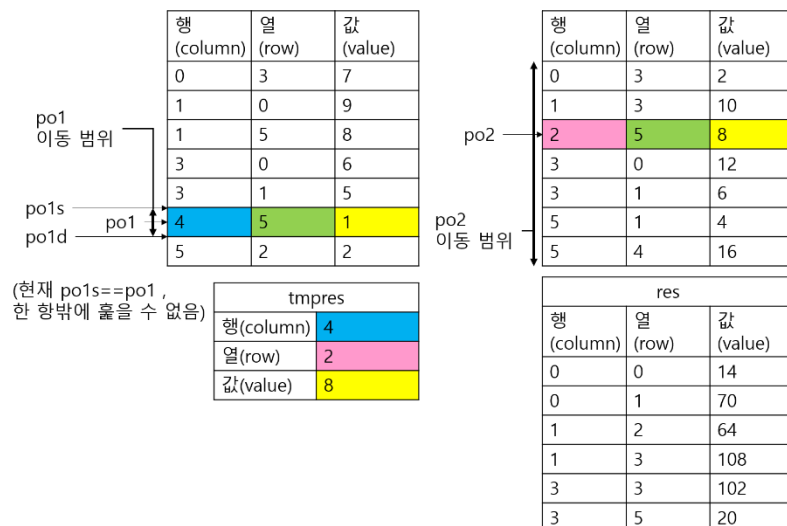 행 열 값
(column) (row) (value)
0 3 7
1 0 9
1 5 8
3 0 6
3 1 5
4 5 1
5 2 2
po1
이동 범위
po1s
po1
po1d
(현재 po1s==po1 ,
한 항밖에 훑을 수 없음)
tmpres
행(column) 4
열(row) 2
값(value) 8
행 열 값
(column) (row) (value)
0 3 2
1 3 10
2 5 8
3 0 12
3 1 6
5 1 4
5 4 16
po2
po2
이동 범위
res
행 열 값
(column) (row) (value)
0 0 14
0 1 70
1 2 64
1 3 108
3 3 102
3 5 20